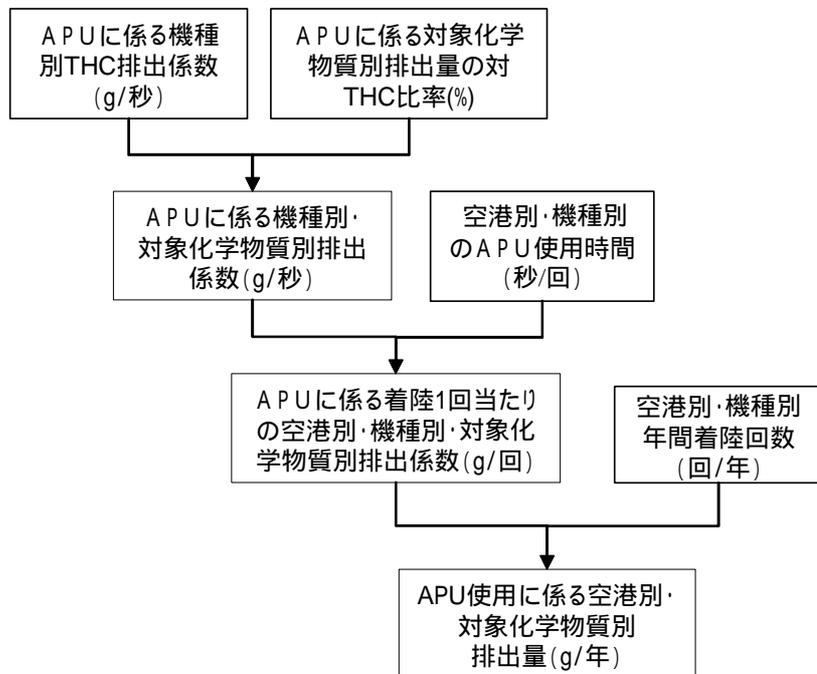 ＡＰＵに係る機種
別THC排出係数
(g/秒)
ＡＰＵに係る対象化学
物質別排出量の対
THC比率(%)
ＡＰＵに係る機種別・
対象化学物質別排出
係数(g/秒)
空港別・機種別
のＡＰＵ使用時間
(秒/回)
ＡＰＵに係る着陸1回当たり
の空港別・機種別・対象化
学物質別排出係数(g/回)
空港別・機種別
年間着陸回数
(回/年)
APU使用に係る空港別・
対象化学物質別
排出量(g/年)